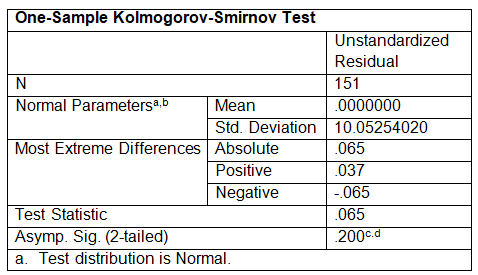 One-Sample Kolmogorov-Smirnov Test
Unstandardized
Residual
N 151
Normal Parametersa,b Mean .0000000
Std. Deviation 10.05254020
Most Extreme Differences Absolute .065
Positive .037
Negative -.065
Test Statistic .065
Asymp. Sig. (2-tailed) .200c.d
a. Test distribution is Normal.